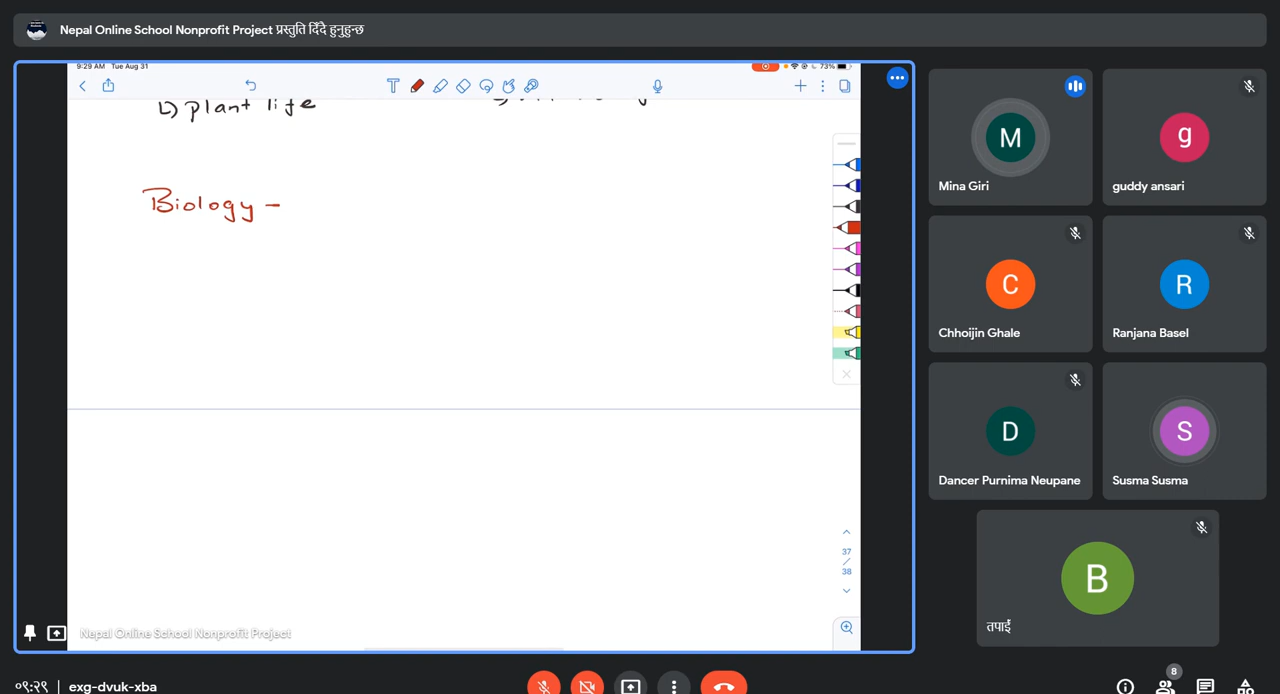 Nepal Online School Nonprofit Project प्रस्तुति दिँदै हुनुहुन्छ
9:29 AM Tue Aug 31
73%
T
b) plant life
Biology -
37
/
38
Nepal Online School Nonprofit Project
M
Mina Giri
g
guddy ansari
C
Chhoijin Ghale
R
Ranjana Basel
D
Dancer Purnima Neupane
S
Susma Susma
B
तपाईं
०९:२९ | exg-dvuk-xba
8